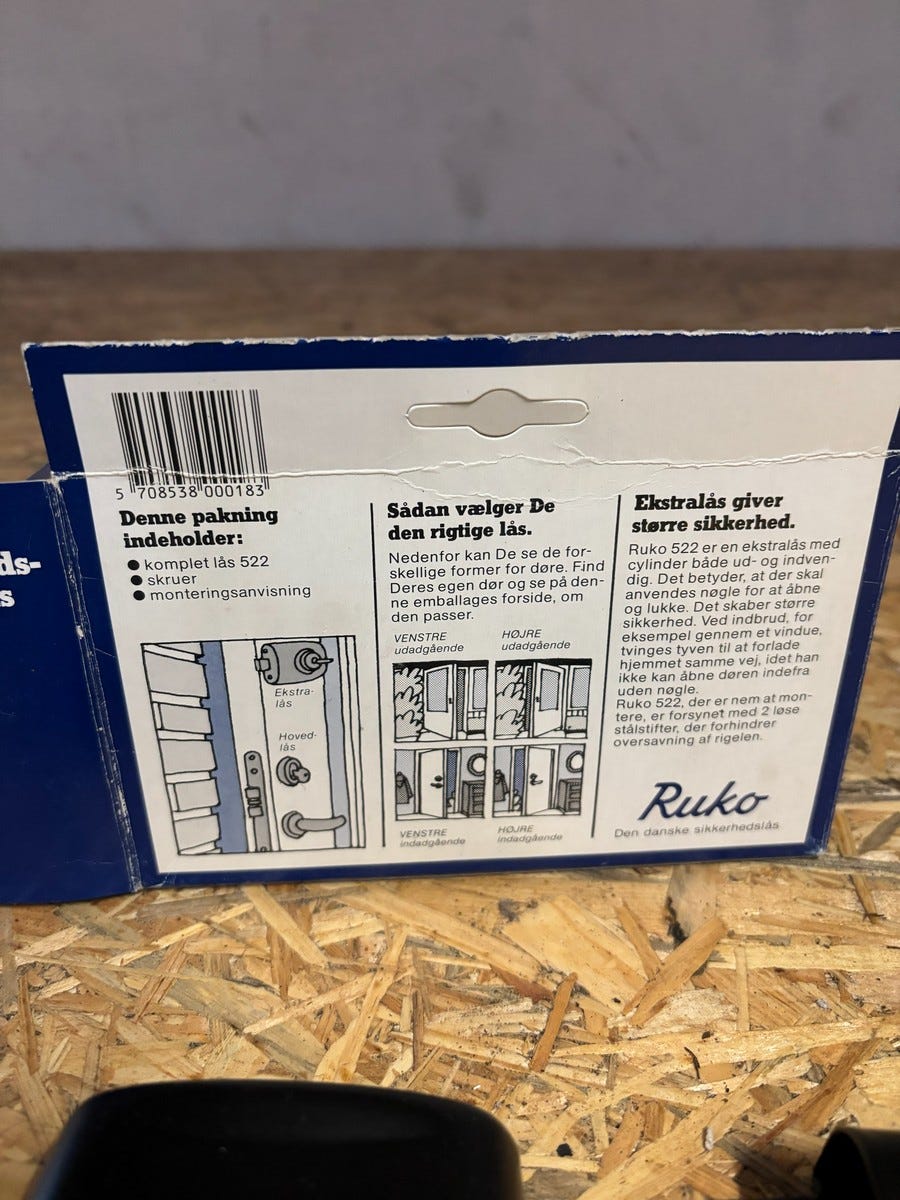 ds-
s
5 708538 000183
Denne pakning
indeholder:
● komplet lås 522
● skruer
● monteringsanvisning
Ekstra-
lås
Hoved-
lås
Sådan vælger De
den rigtige lås.
Nedenfor kan De se de for-
skellige former for døre. Find
Deres egen dør og se på den-
ne emballages forside, om
den passer.
VENSTRE
udadgående
HØJRE
udadgående
VENSTRE
indadgående
HØJRE
indadgående
Ekstralås giver
større sikkerhed.
Ruko 522 er en ekstralås med
cylinder både ud- og indven-
dig. Det betyder, at der skal
anvendes nøgle for at åbne
og lukke. Det skaber større
sikkerhed. Ved indbrud, for
eksempel gennem et vindue,
tvinges tyven til at forlade
hjemmet samme vej, idet han
ikke kan åbne døren indefra
uden nøgle.
Ruko 522, der er nem at mon-
tere, er forsynet med 2 løse
stålstifter, der forhindrer
oversavning af rigelen.
Ruko
Den danske sikkerhedslås